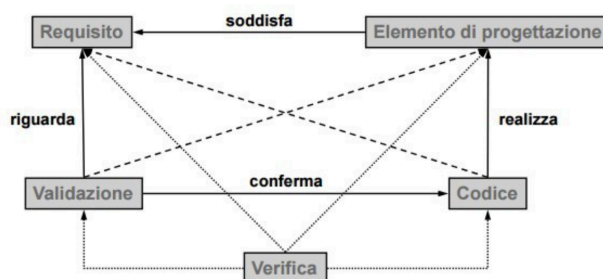 soddisfa
Requisito
Elemento di progettazione
riguarda
realizza
conferma
Validazione
Codice
Verifica